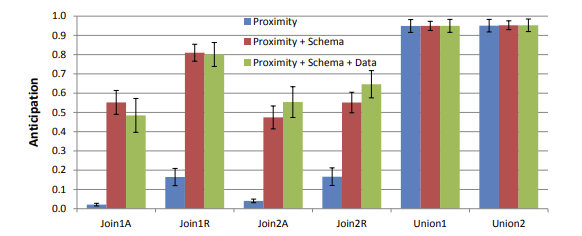 Anticipation
1.0
0.9
0.8
0.7
0.6
0.5
0.4
0.3
0.2
0.1
0.0
Proximity
Proximity + Schema
Proximity + Schema + Data
Join1A Join1R Join2A Join2R Union1 Union2